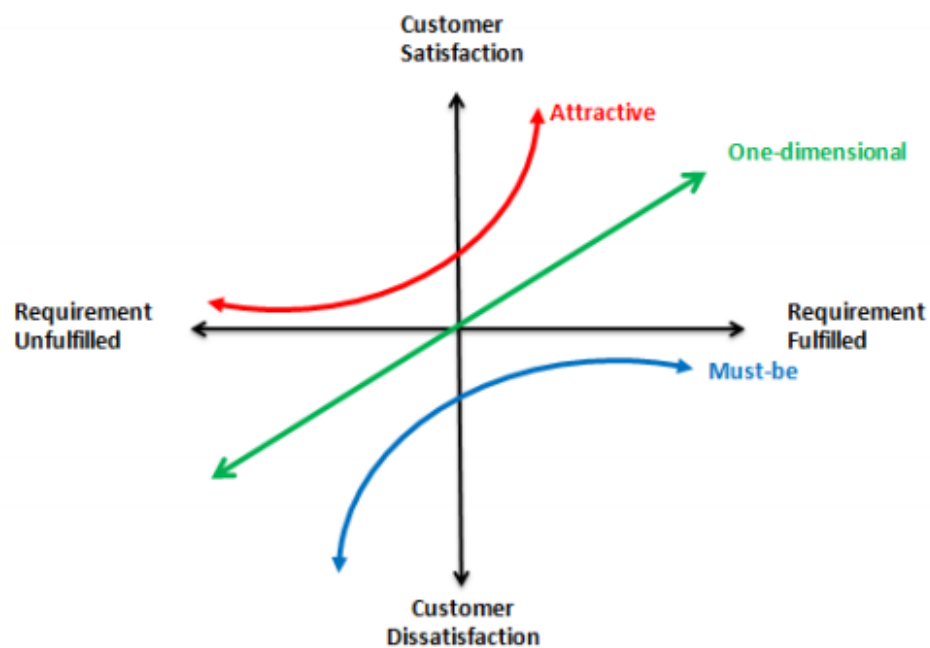 Customer
Satisfaction
Attractive
One-dimensional
Requirement
Unfulfilled
Requirement
Fulfilled
Must-be
Customer
Dissatisfaction